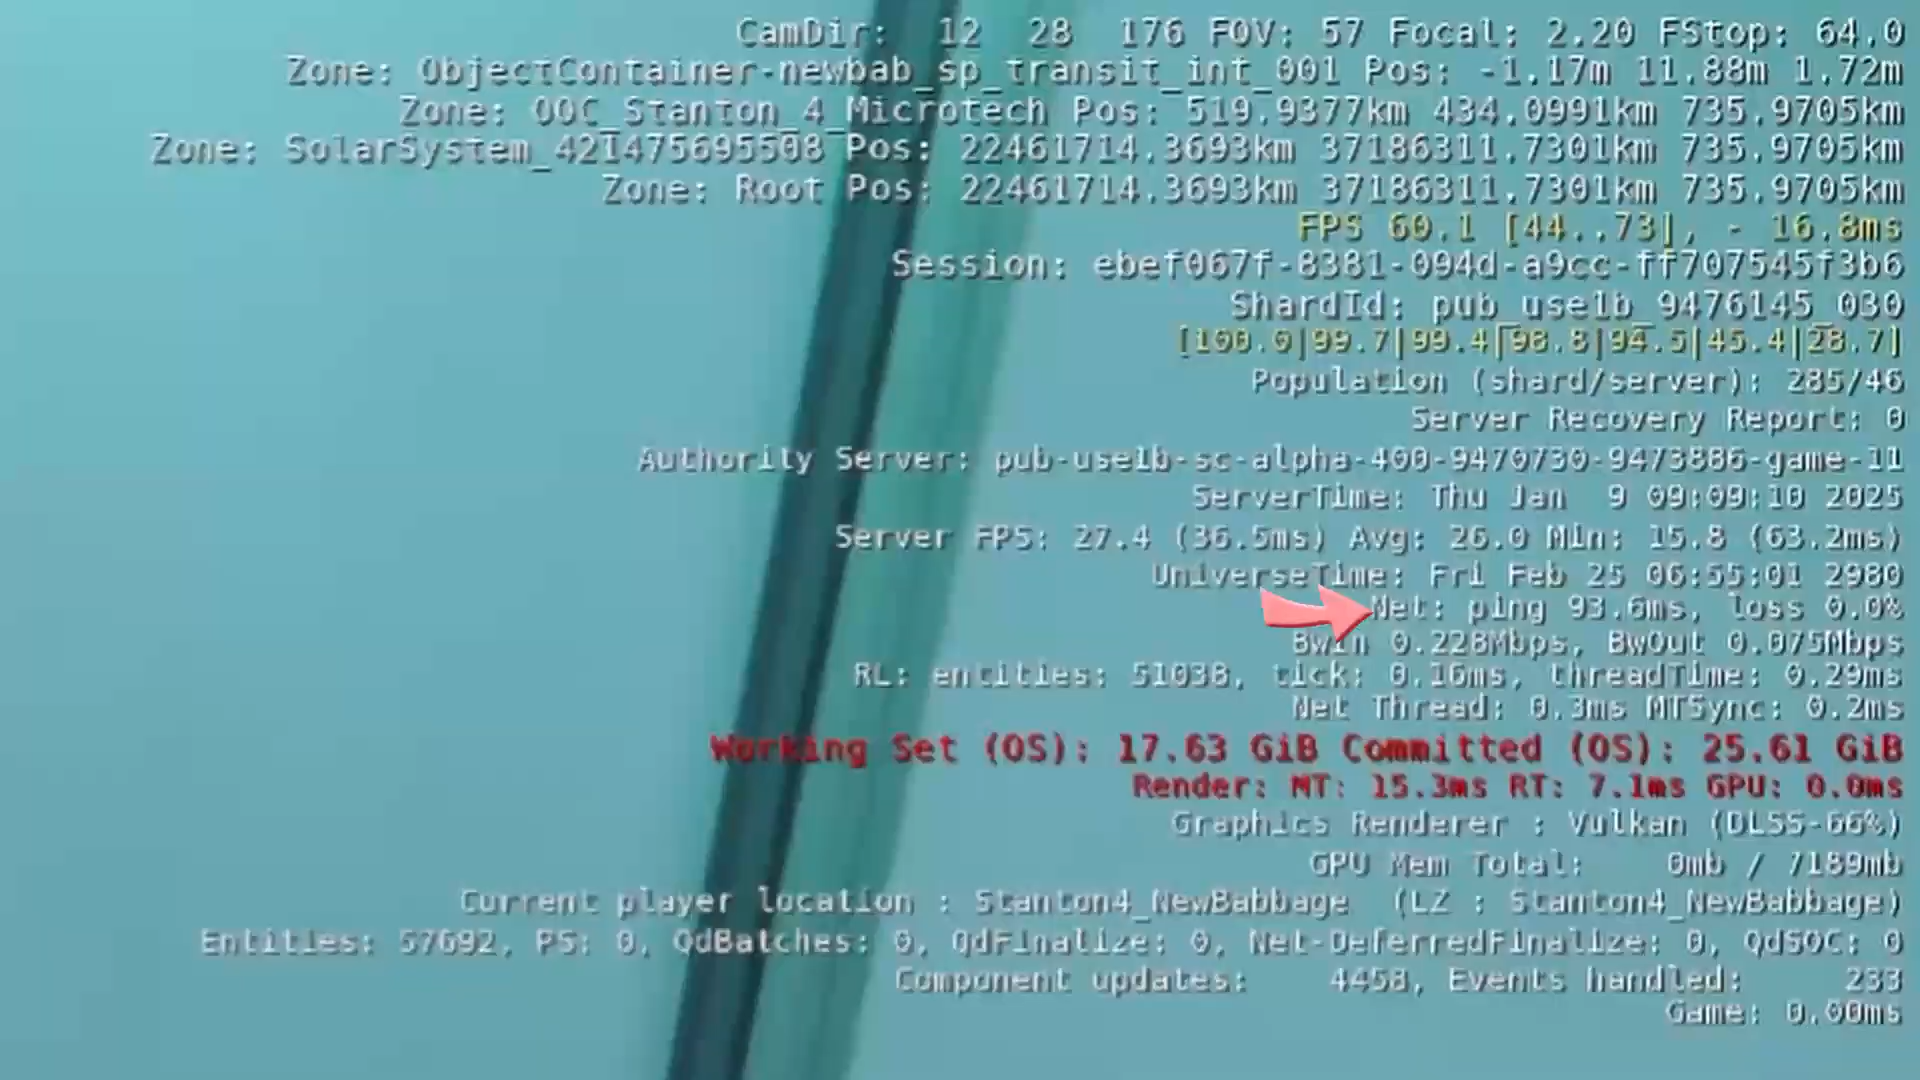 CamDir: 12 28 176 FOV: 57 Focal: 2.20 FStop: 64.0
Zone: ObjectContainer-newbab_sp_transit_int_001 Pos: -1.17m 11.88m 1.72m
Zone: OOC_Stanton_4_Microtech Pos: 519.9377km 434.0991km 735.9705km
Zone: SolarSystem_421475695508 Pos: 22461714.3693km 37186311.7301km 735.9705km
Zone: Root Pos: 22461714.3693km 37186311.7301km 735.9705km
FPS 60.1 [44..73], - 16.8ms
Session: ebef067f-8381-094d-a9cc-ff707545f3b6
ShardId: pub_use1b_9476145_030
[100.0|99.7|99.4|98.8|94.5|45.4|28.7]
Population (shard/server): 285/46
Server Recovery Report: 0
Authority Server: pub-use1b-sc-alpha-400-9470730-9473886-game-11
ServerTime: Thu Jan 9 09:09:10 2025
Server FPS: 27.4 (36.5ms) Avg: 26.0 Min: 15.8 (63.2ms)
UniverseTime: Fri Feb 25 06:55:01 2980
Net: ping 93.6ms, loss 0.0%
BwIn 0.228Mbps, BwOut 0.075Mbps
RL: entities: 51038, tick: 0.16ms, threadTime: 0.29ms
Net Thread: 0.3ms MTSync: 0.2ms
Working Set (OS): 17.63 GiB Committed (OS): 25.61 GiB
Render: MT: 15.3ms RT: 7.1ms GPU: 0.0ms
Graphics Renderer : Vulkan (DLSS-66%)
GPU Mem Total: 0mb / 7189mb
Current player location : Stanton4_NewBabbage (LZ : Stanton4_NewBabbage)
Entities: 57692, PS: 0, QdBatches: 0, QdFinalize: 0, Net-DeferredFinalize: 0, QdSOC: 0
Component updates: 4458, Events handled: 233
Game: 0.00ms